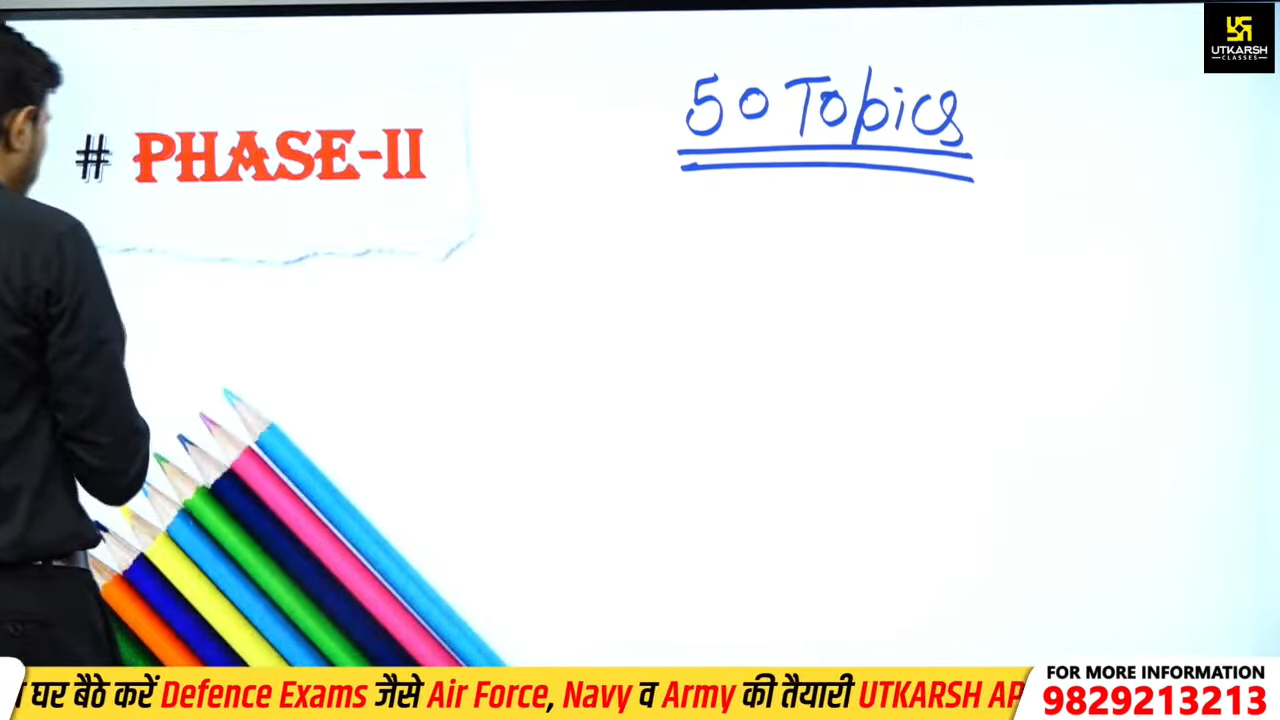 UTKARSH
CLASSES
50 Topics
# PHASE-II
घर बैठे करें Defence Exams जैसे Air Force, Navy व Army की तैयारी UTKARSH
FOR MORE INFORMATION
9829213213